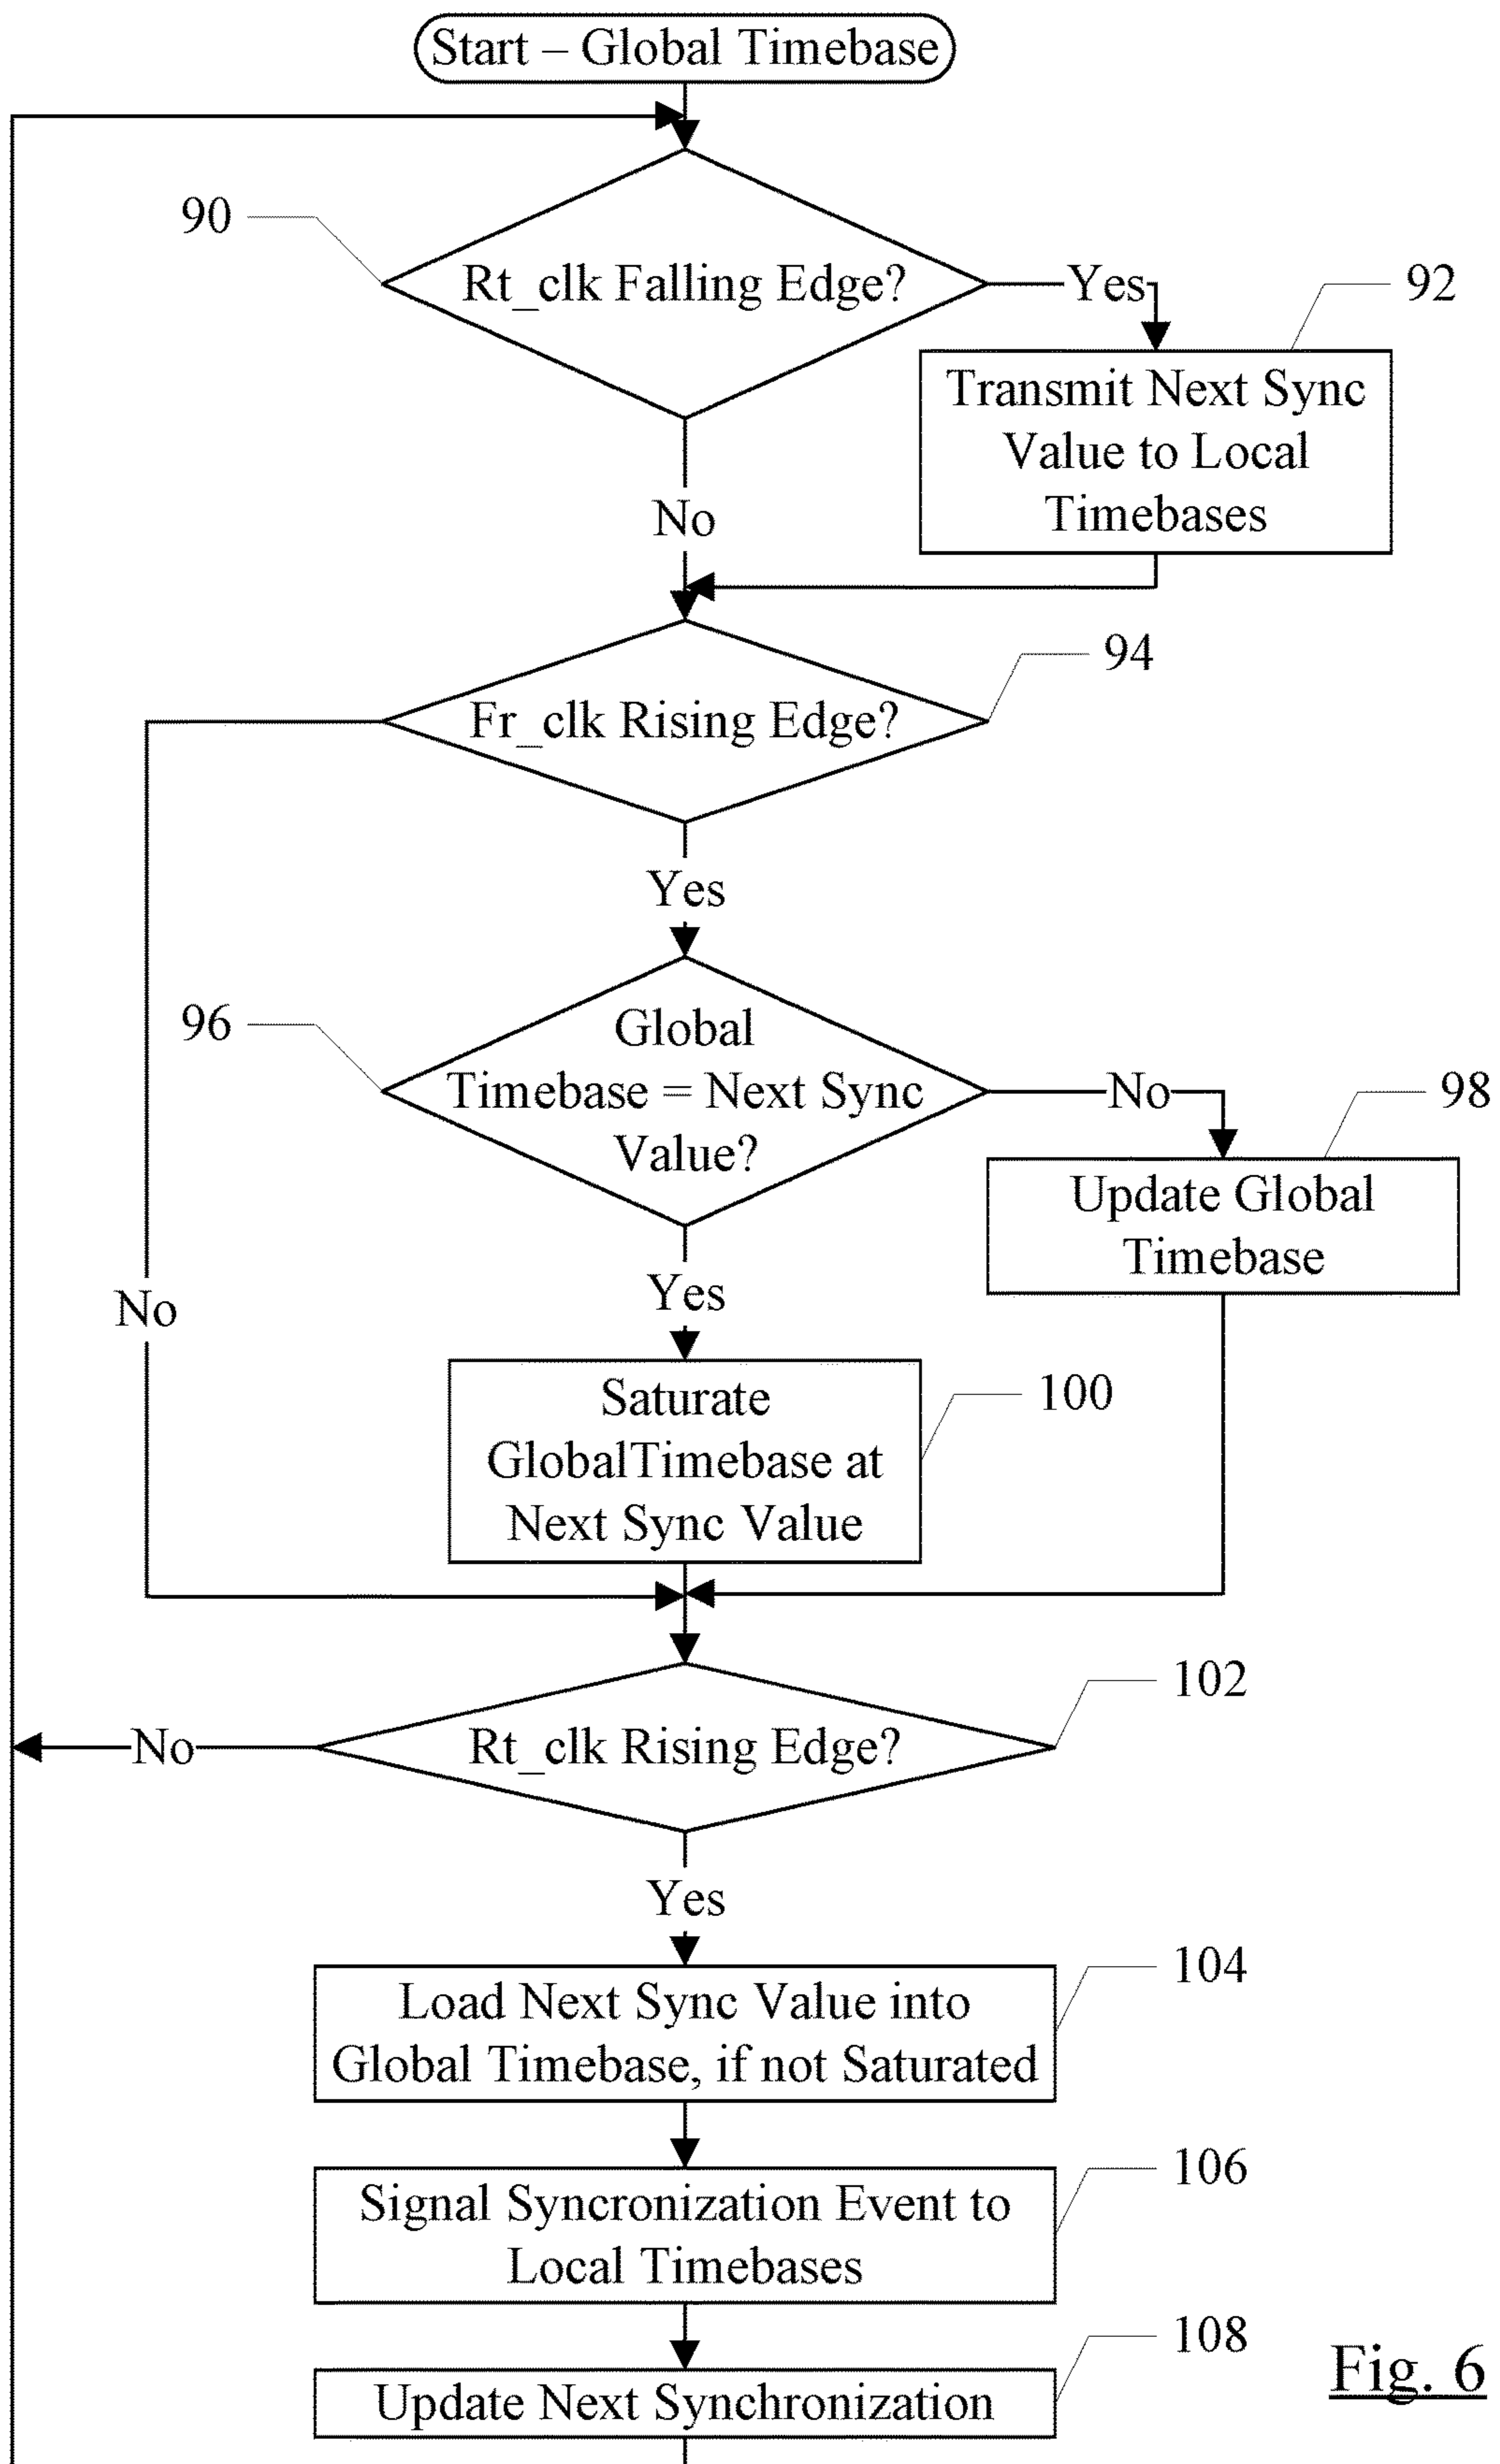 Start – Global Timebase
90
Rt_clk Falling Edge?
Yes
92
Transmit Next Sync
Value to Local
Timebases
No
94
Fr_clk Rising Edge?
Yes
96
Global
Timebase = Next Sync
Value?
No
98
Update Global
Timebase
Yes
No
Saturate
GlobalTimebase at
Next Sync Value
100
102
Rt_clk Rising Edge?
No
Yes
104
Load Next Sync Value into
Global Timebase, if not Saturated
106
Signal Syncronization Event to
Local Timebases
108
Update Next Synchronization
Fig. 6